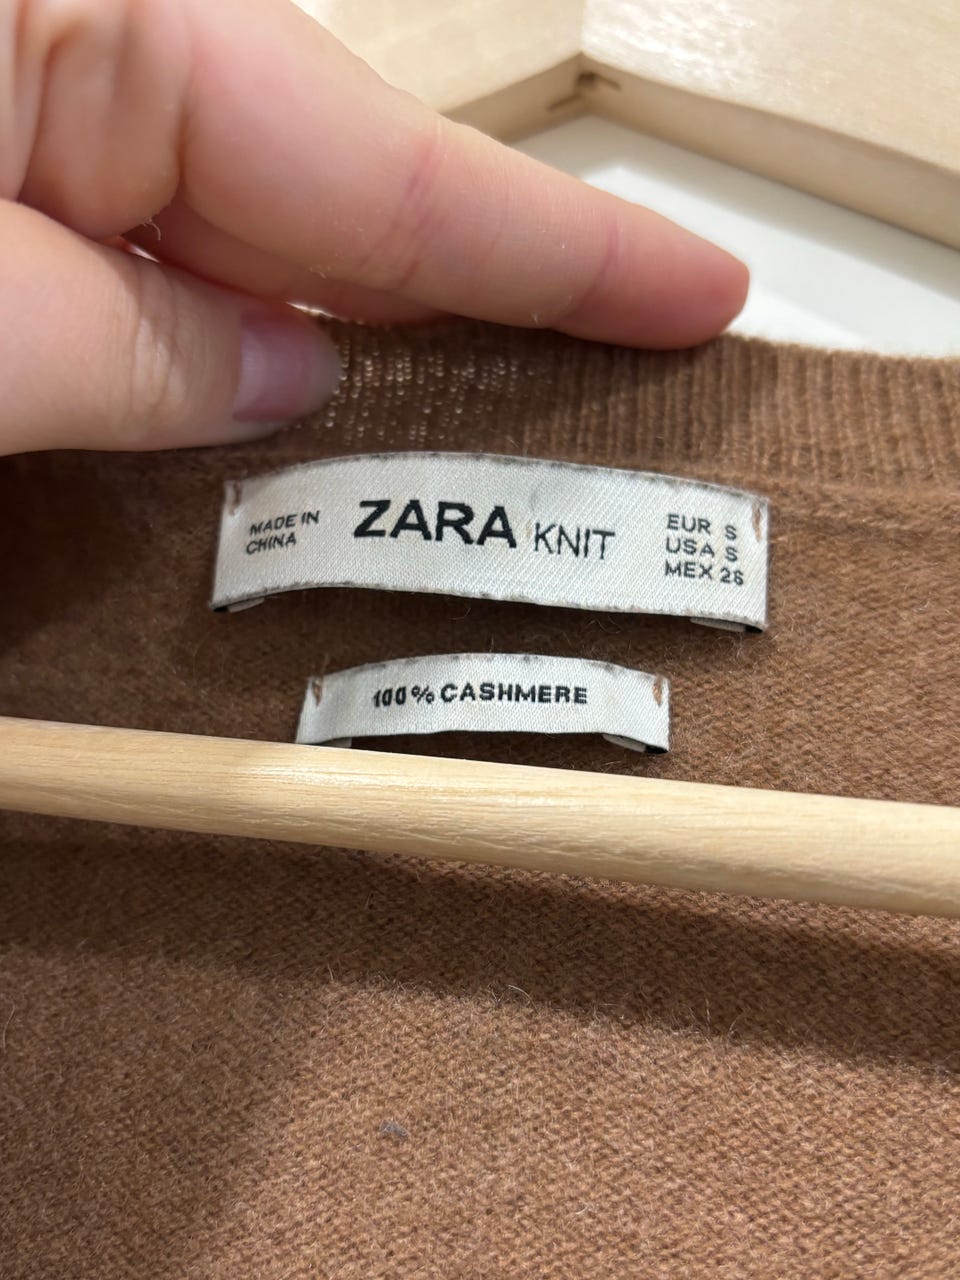 MADE IN
CHINA
ZARA KNIT
EUR S
USA S
MEX 26
100% CASHMERE